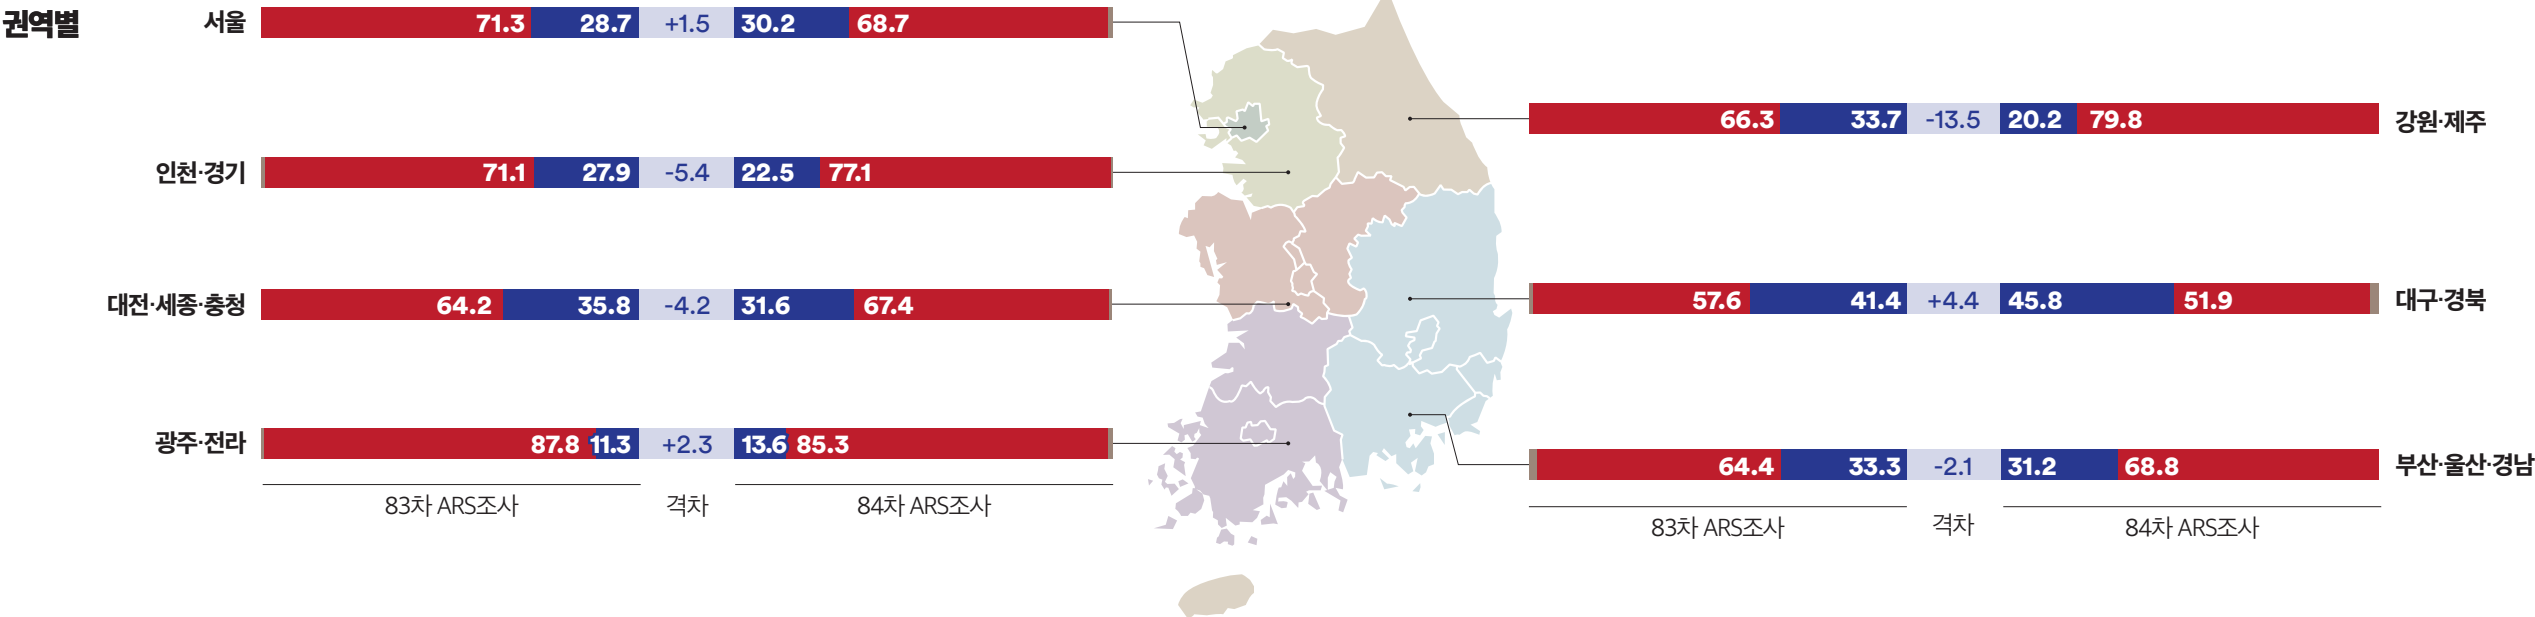 권역별
서울 71.3 28.7 +1.5 30.2 68.7
인천·경기 71.1 27.9 -5.4 22.5 77.1
대전·세종·충청 64.2 35.8 -4.2 31.6 67.4
광주·전라 87.8 11.3 +2.3 13.6 85.3
83차 ARS조사 격차 84차 ARS조사
66.3 33.7 -13.5 20.2 79.8 강원·제주
57.6 41.4 +4.4 45.8 51.9 대구·경북
64.4 33.3 -2.1 31.2 68.8 부산·울산·경남
83차 ARS조사 격차 84차 ARS조사